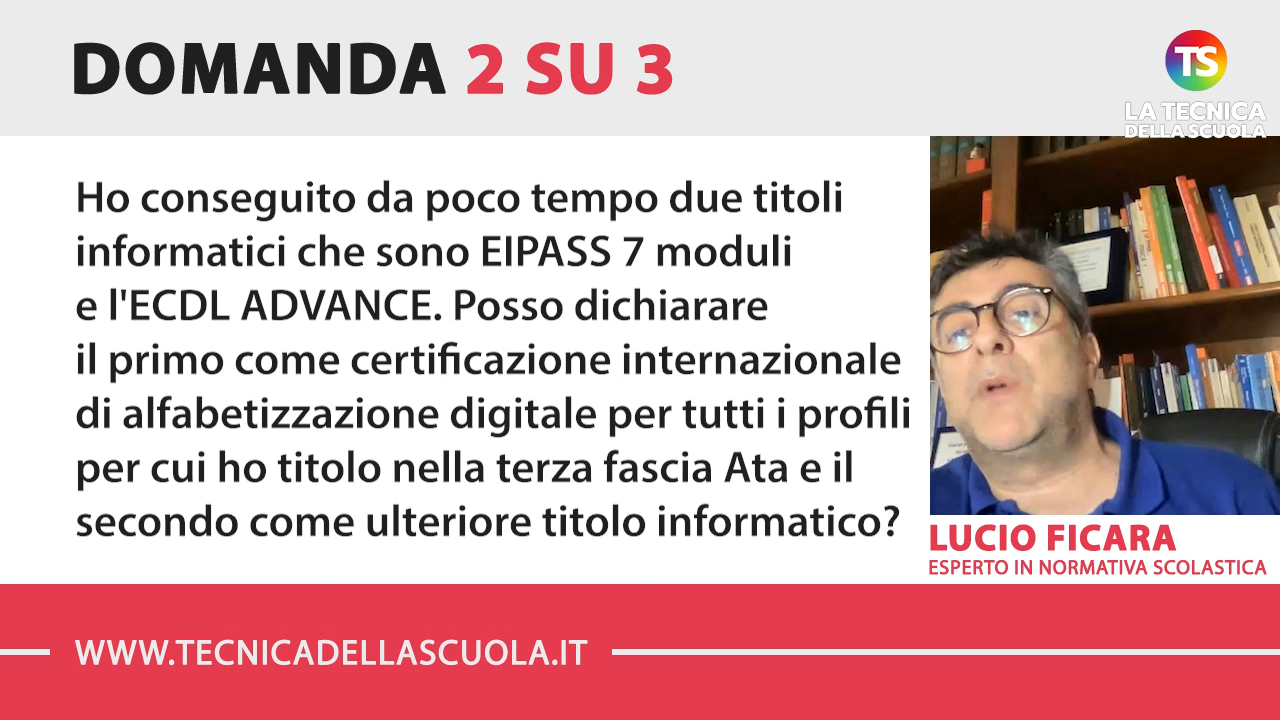 DOMANDA 2 SU 3
TS
LA TECNICA
DELLA SCUOLA
Ho conseguito da poco tempo due titoli
informatici che sono EIPASS 7 moduli
e l'ECDL ADVANCE. Posso dichiarare
il primo come certificazione internazionale
di alfabetizzazione digitale per tutti i profili
per cui ho titolo nella terza fascia Ata e il
secondo come ulteriore titolo informatico?
LUCIO FICARA
ESPERTO IN NORMATIVA SCOLASTICA
WWW.TECNICADELLASCUOLA.IT